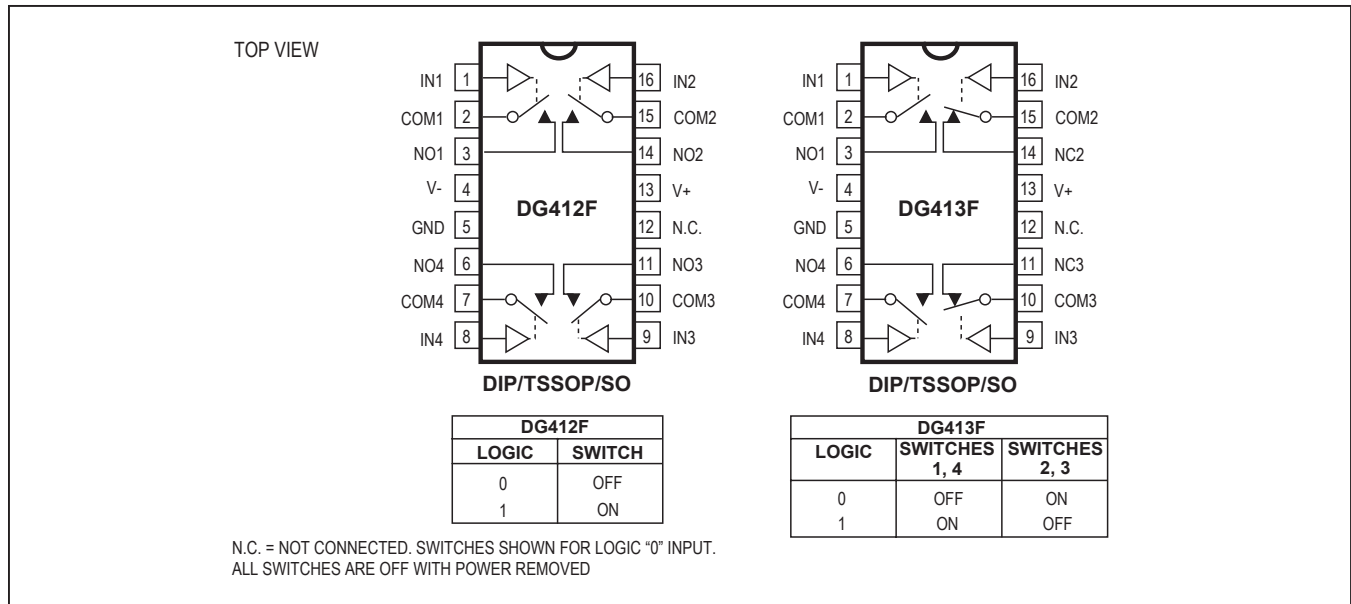 TOP VIEW
IN1 1 16 IN2
COM1 2 15 COM2
NO1 3 14 NO2
V- 4 13 V+
DG412F
GND 5 12 N.C.
NO4 6 11 NO3
COM4 7 10 COM3
IN4 8 9 IN3
DIP/TSSOP/SO
IN1 1 16 IN2
COM1 2 15 COM2
NO1 3 14 NC2
V- 4 13 V+
DG413F
GND 5 12 N.C.
NO4 6 11 NC3
COM4 7 10 COM3
IN4 8 9 IN3
DIP/TSSOP/SO
DG412F
LOGIC SWITCH
0 OFF
1 ON
DG413F
LOGIC SWITCHES 1, 4 SWITCHES 2, 3
0 OFF ON
1 ON OFF
N.C. = NOT CONNECTED. SWITCHES SHOWN FOR LOGIC “0” INPUT.
ALL SWITCHES ARE OFF WITH POWER REMOVED